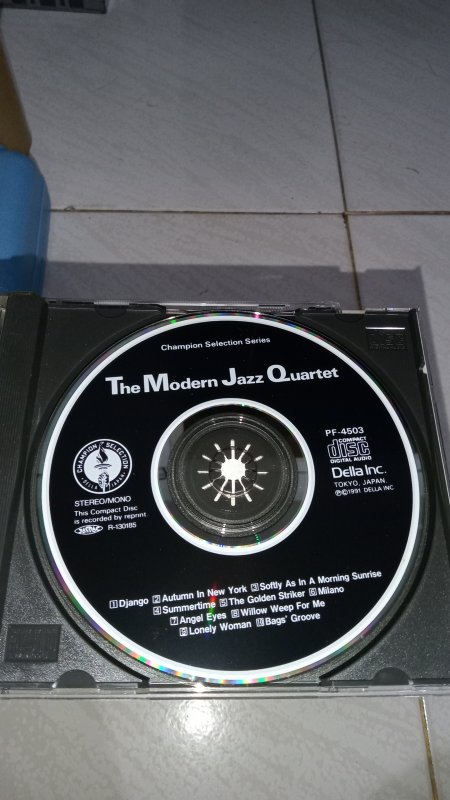 Champion Selection Series
The Modern Jazz Quartet
PF-4503
COMPACT
disc
DIGITAL AUDIO
Della Inc.
TOKYO, JAPAN.
ⓅⒸ1991 DELLA INC
CHAMPION SELECTION
DELLA
STEREO/MONO
This Compact Disc
is recorded by reprint.
R-130185
1 Django 2 Autumn In New York 3 Softly As In A Morning Sunrise
4 Summertime 5 The Golden Striker 6 Milano
7 Angel Eyes 8 Willow Weep For Me
9 Lonely Woman 10 Bags' Groove